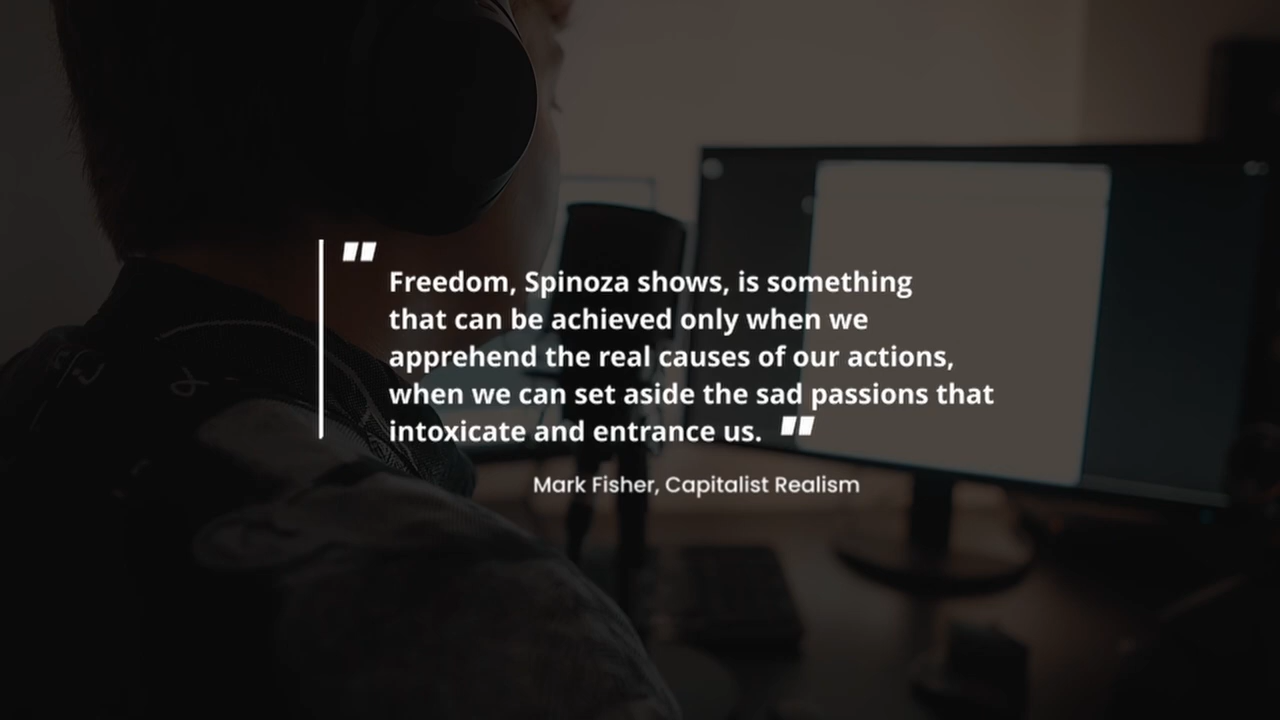 " Freedom, Spinoza shows, is something
that can be achieved only when we
apprehend the real causes of our actions,
when we can set aside the sad passions that
intoxicate and entrance us. "
Mark Fisher, Capitalist Realism